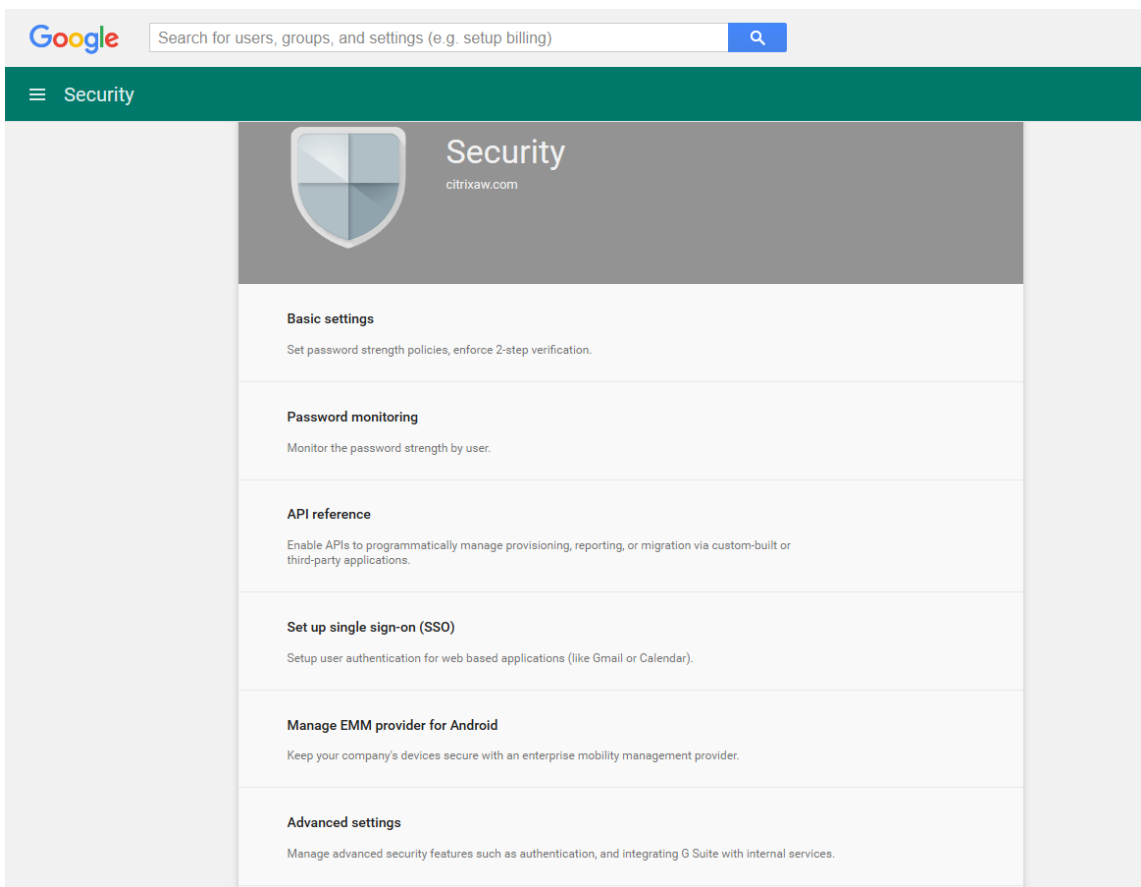 Google
Search for users, groups, and settings (e.g. setup billing)
Security
Security
citrixaw.com
Basic settings
Set password strength policies, enforce 2-step verification.
Password monitoring
Monitor the password strength by user.
API reference
Enable APIs to programmatically manage provisioning, reporting, or migration via custom-built or
third-party applications.
Set up single sign-on (SSO)
Setup user authentication for web based applications (like Gmail or Calendar).
Manage EMM provider for Android
Keep your company's devices secure with an enterprise mobility management provider.
Advanced settings
Manage advanced security features such as authentication, and integrating G Suite with internal services.